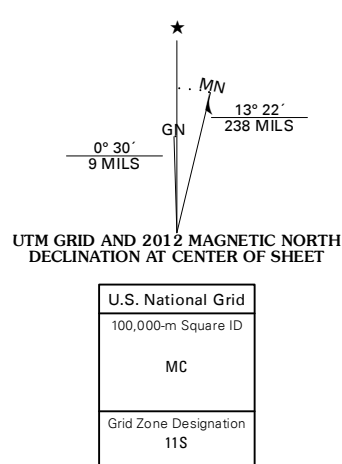 ★
MN
GN
13° 22´
238 MILS
0° 30´
9 MILS
UTM GRID AND 2012 MAGNETIC NORTH
DECLINATION AT CENTER OF SHEET
U.S. National Grid
100,000-m Square ID
MC
Grid Zone Designation
11S